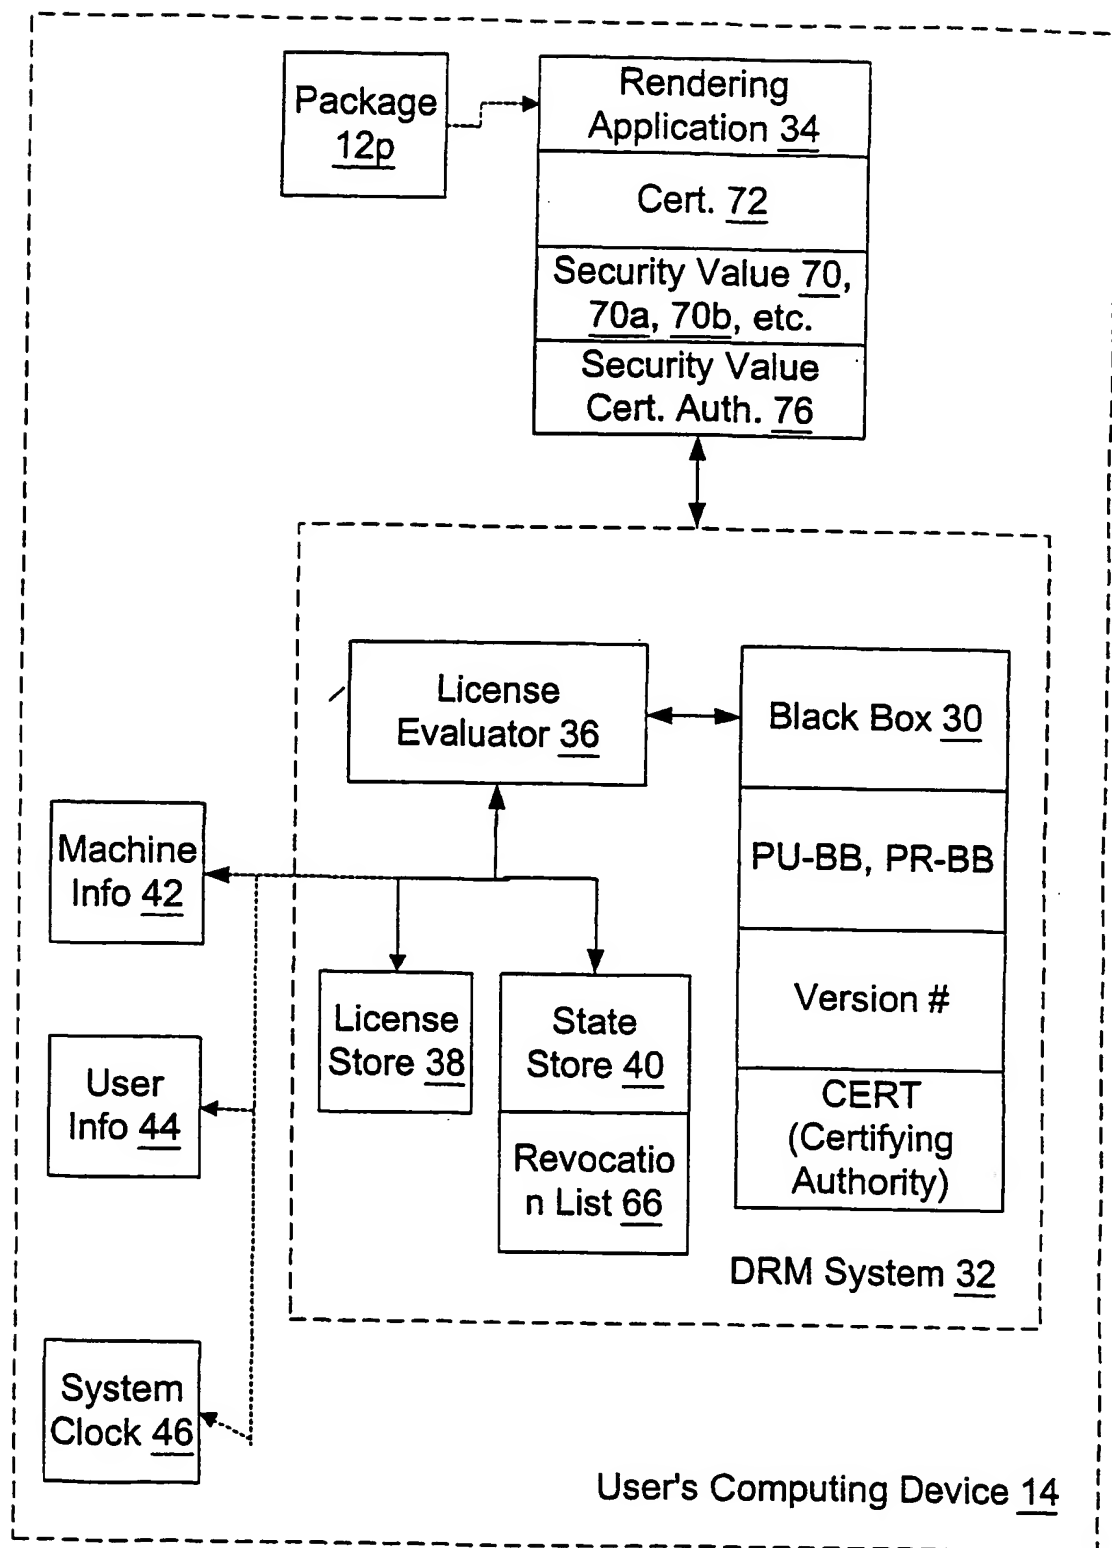 Package
12p
Rendering
Application 34
Cert. 72
Security Value 70,
70a, 70b, etc.
Security Value
Cert. Auth. 76
License
Evaluator 36
Black Box 30
PU-BB, PR-BB
Version #
CERT
(Certifying
Authority)
Machine
Info 42
License
Store 38
State
Store 40
User
Info 44
Revocatio
n List 66
DRM System 32
System
Clock 46
User's Computing Device 14